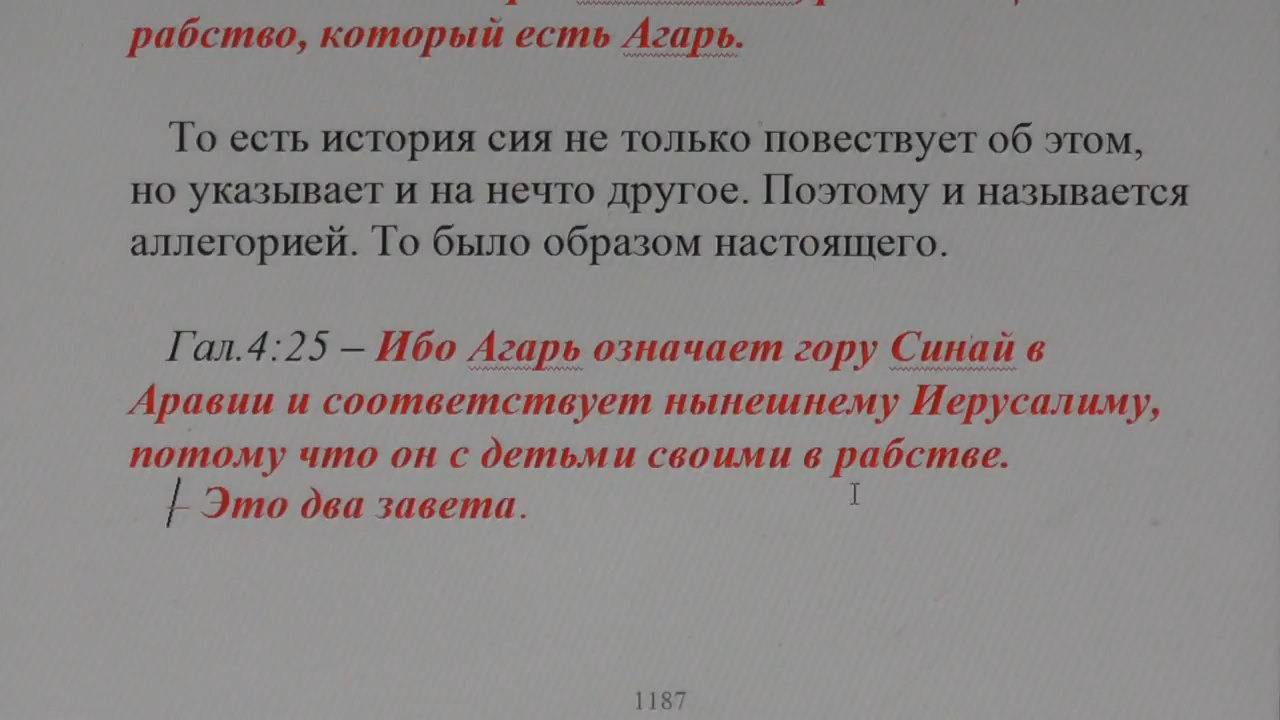 рабство, который есть Агарь.
То есть история сия не только повествует об этом,
но указывает и на нечто другое. Поэтому и называется
аллегорией. То было образом настоящего.
Гал.4:25 – Ибо Агарь означает гору Синай в
Аравии и соответствует нынешнему Иерусалиму,
потому что он с детьми своими в рабстве.
– Это два завета.
1187